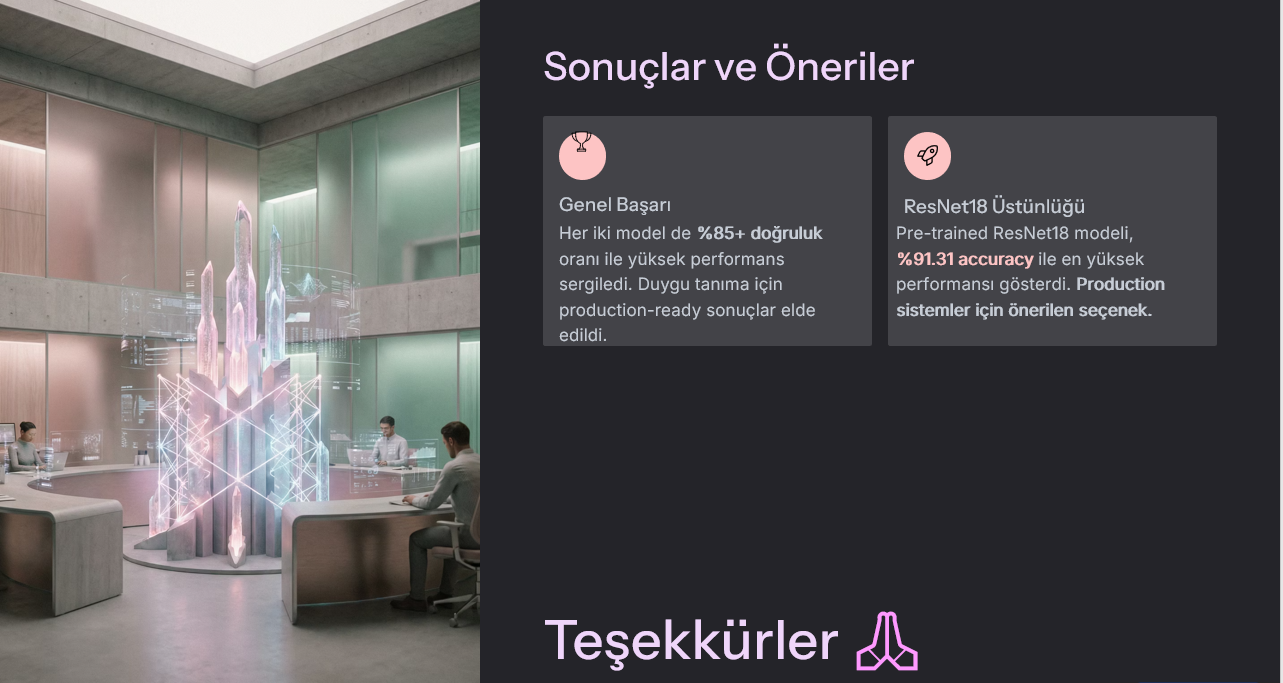 Sonuçlar ve Öneriler
Genel Başarı
Her iki model de %85+ doğruluk
oranı ile yüksek performans
sergiledi. Duygu tanıma için
production-ready sonuçlar elde
edildi.
ResNet18 Üstünlüğü
Pre-trained ResNet18 modeli,
%91.31 accuracy ile en yüksek
performansı gösterdi. Production
sistemler için önerilen seçenek.
Teşekkürler